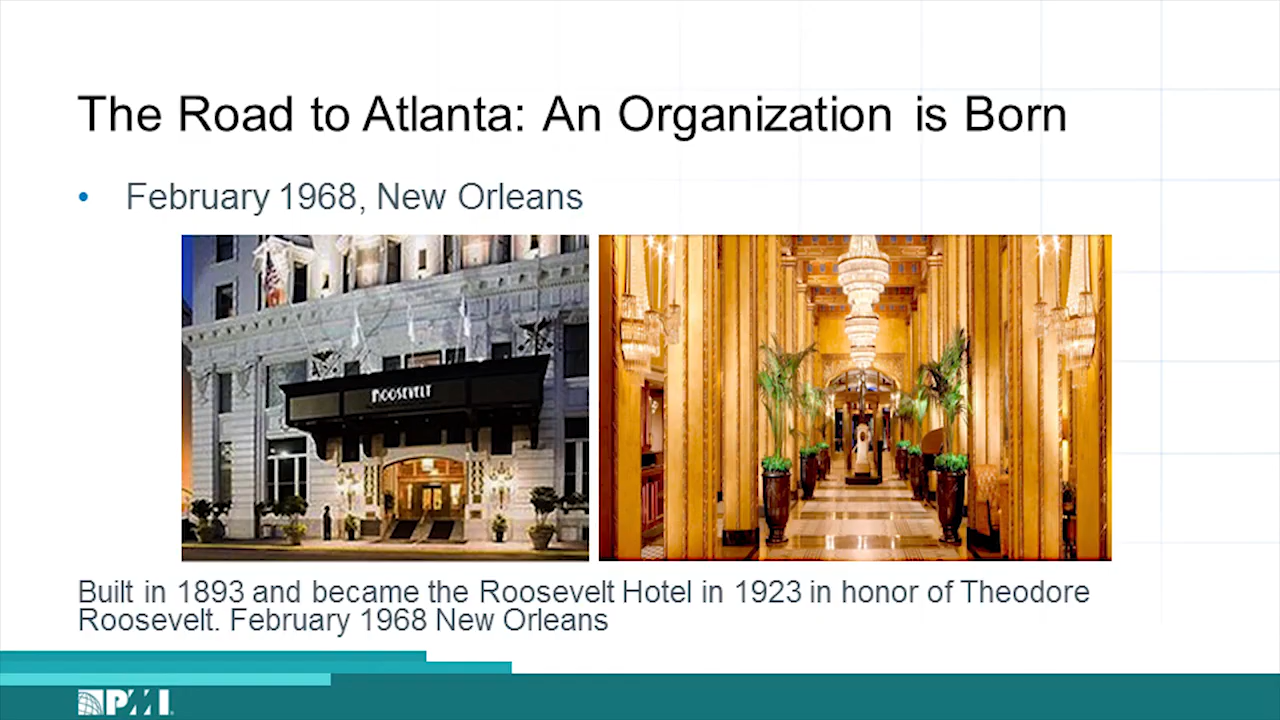 The Road to Atlanta: An Organization is Born
• February 1968, New Orleans
ROOSEVELT
Built in 1893 and became the Roosevelt Hotel in 1923 in honor of Theodore
Roosevelt. February 1968 New Orleans
PMI